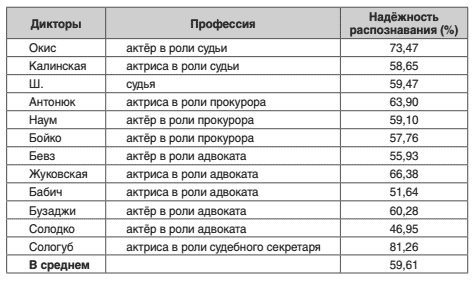 Дикторы Профессия Надёжность
распознавания (%)
Окис актёр в роли судьи 73,47
Калинская актриса в роли судьи 58,65
Ш. судья 59,47
Антонюк актриса в роли прокурора 63,90
Наум актёр в роли прокурора 59,10
Бойко актёр в роли прокурора 57,76
Бевз актёр в роли адвоката 55,93
Жуковская актриса в роли адвоката 66,38
Бабич актриса в роли адвоката 51,64
Бузаджи актёр в роли адвоката 60,28
Солодко актёр в роли адвоката 46,95
Сологуб актриса в роли судебного секретаря 81,26
В среднем 59,61